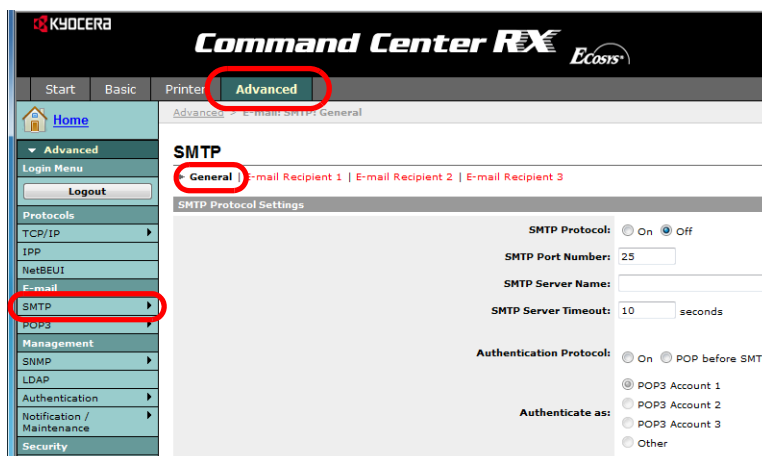 KYOCERa
Command Center RX Ecosys
Start Basic Printer Advanced
Home
Advanced > E-mail: SMTP: General
Advanced
Login Menu
Logout
Protocols
TCP/IP
IPP
NetBEUI
E-mail
SMTP
POP3
Management
SNMP
LDAP
Authentication
Notification /
Maintenance
Security
SMTP
General | E-mail Recipient 1 | E-mail Recipient 2 | E-mail Recipient 3
SMTP Protocol Settings
SMTP Protocol: On Off
SMTP Port Number: 25
SMTP Server Name:
SMTP Server Timeout: 10 seconds
Authentication Protocol: On POP before SMT
Authenticate as: POP3 Account 1
POP3 Account 2
POP3 Account 3
Other